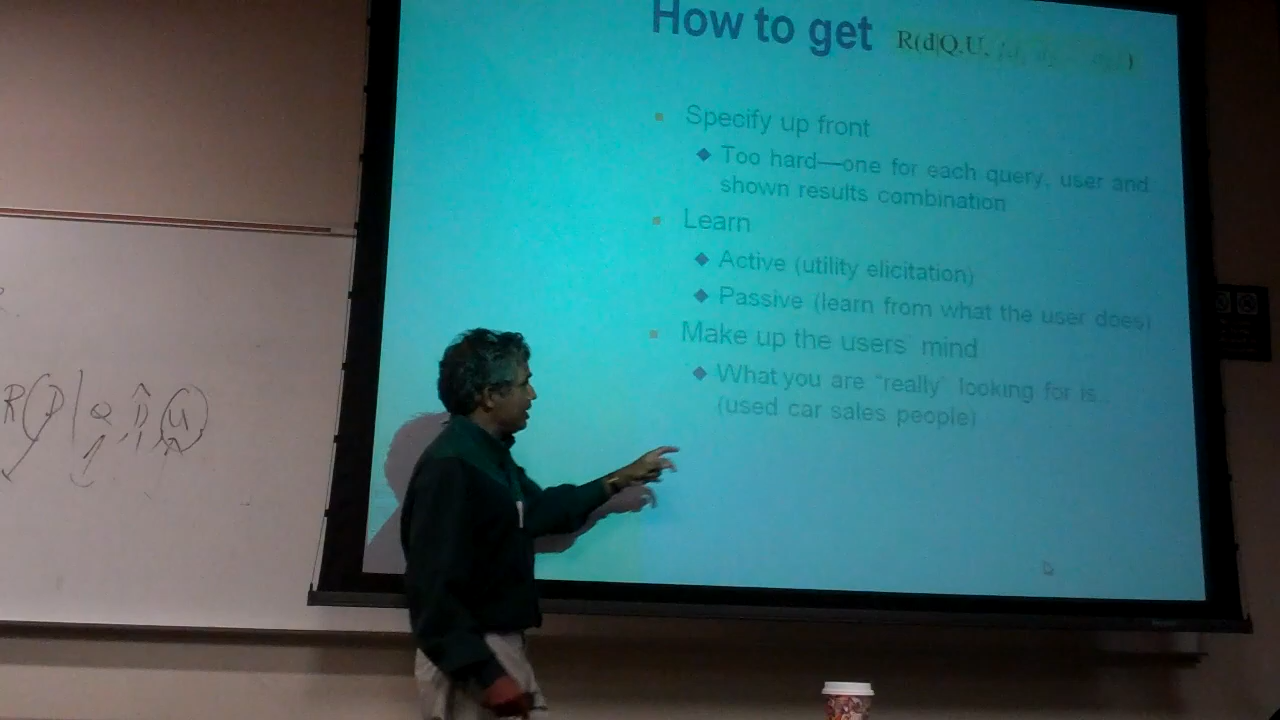 How to get R(d|Q.U,
Specify up front
Too hard—one for each query, user and
shown results combination
Learn
Active (utility elicitation)
Passive (learn from what the user does)
Make up the users' mind
What you are "really" looking for is..
(used car sales people)
R(D|Q, D, U)